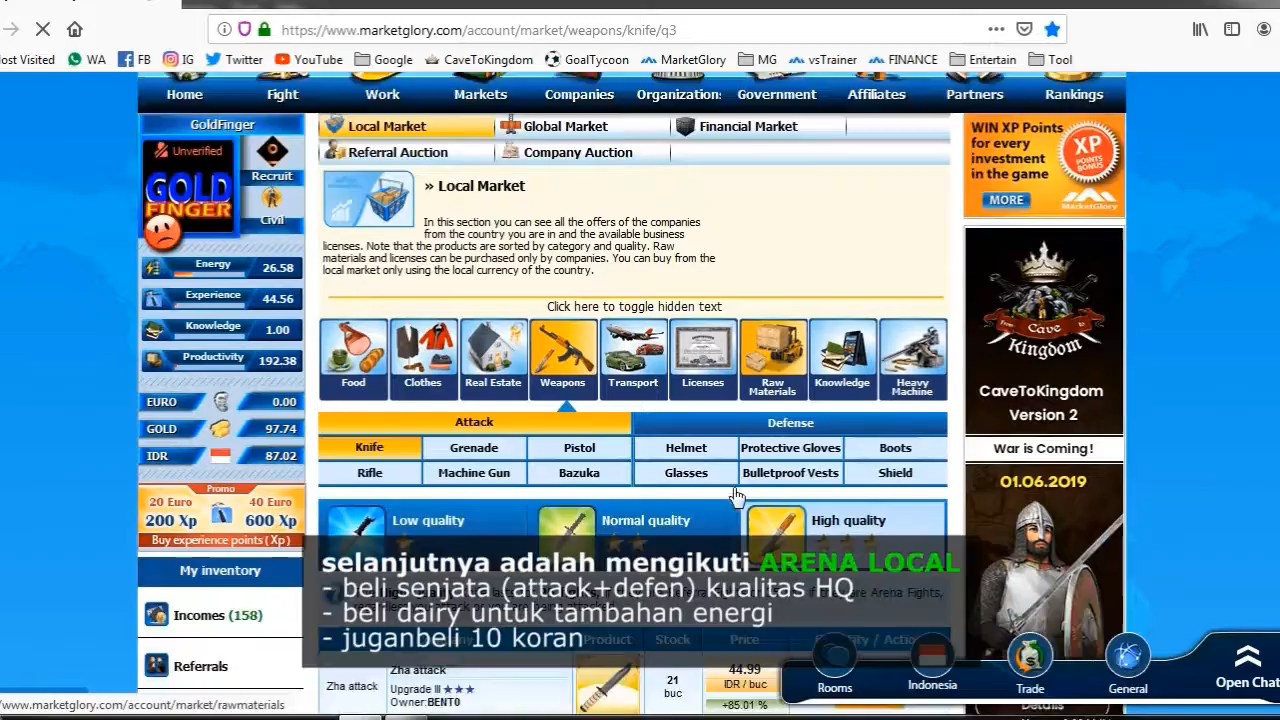 https://www.marketglory.com/account/market/weapons/knife/q3
ost Visited WA FB IG Twitter YouTube Google CaveToKingdom GoalTycoon MarketGlory MG vsTrainer FINANCE Entertain Tool
Home Fight Work Markets Companies Organizations Government Affiliates Partners Rankings
GoldFinger
Unverified
GOLD
FINGER
Recruit
Civil
Energy 26.58
Experience 44.56
Knowledge 1.00
Productivity 192.38
EURO 0.00
GOLD 97.74
IDR 87.02
Promo
20 Euro 40 Euro
200 Xp 600 Xp
Buy experience points ( Xp )
My inventory
Incomes (158)
Referrals
Local Market Global Market Financial Market
Referral Auction Company Auction
» Local Market
In this section you can see all the offers of the companies
from the country you are in and the available business
licenses. Note that the products are sorted by category and quality. Raw
materials and licenses can be purchased only by companies. You can buy from the
local market only using the local currency of the country.
Click here to toggle hidden text
Food Clothes Real Estate Weapons Transport Licenses Raw Materials Knowledge Heavy Machine
Attack Defense
Knife Grenade Pistol Helmet Protective Gloves Boots
Rifle Machine Gun Bazuka Glasses Bulletproof Vests Shield
Low quality Normal quality High quality
selanjutnya adalah mengikuti ARENA LOCAL
- beli senjata (attack+defen) kualitas HQ
- beli dairy untuk tambahan energi
- juganbeli 10 koran
Product Stock Price
Zha attack
Zha attack
Upgrade III
Owner:BENT0
21
buc
44.99
IDR / buc
+85.01 %
WIN XP Points
for every
investment
in the game
XP
POINTS
BONUS
MORE
MarketGlory
from Cave to
Kingdom
CaveToKingdom
Version 2
War is Coming!
01.06.2019
Details
Rooms Indonesia Trade General Open Chat
/www.marketglory.com/account/market/rawmaterials